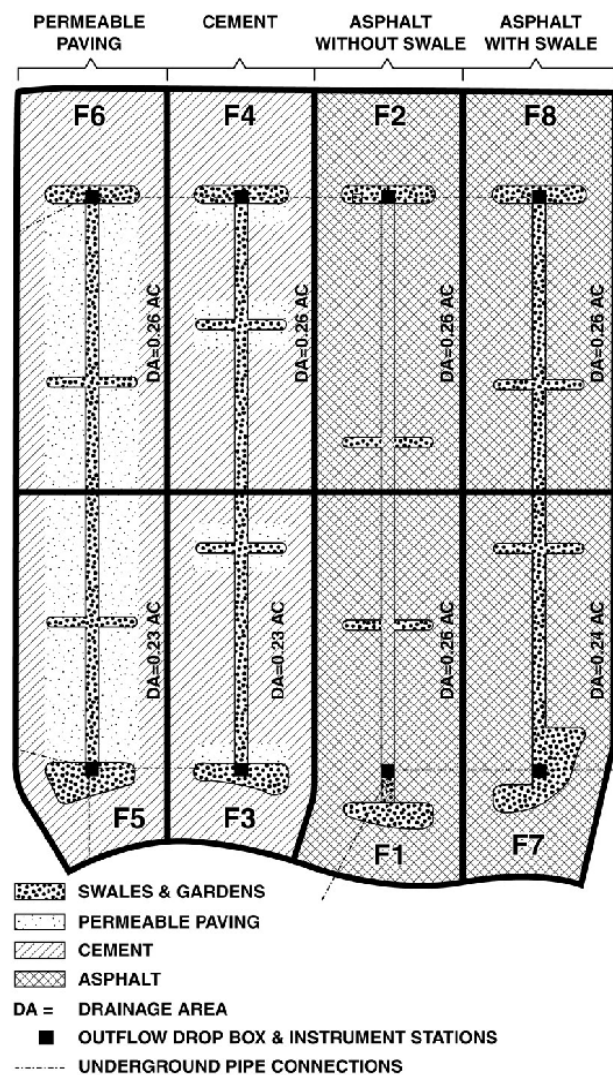 PERMEABLE PAVING
CEMENT
ASPHALT WITHOUT SWALE
ASPHALT WITH SWALE
F6
F4
F2
F8
DA=0.26 AC
DA=0.26 AC
DA=0.26 AC
DA=0.26 AC
DA=0.23 AC
DA=0.23 AC
DA=0.26 AC
DA=0.24 AC
F5
F3
F1
F7
SWALES & GARDENS
PERMEABLE PAVING
CEMENT
ASPHALT
DA = DRAINAGE AREA
OUTFLOW DROP BOX & INSTRUMENT STATIONS
UNDERGROUND PIPE CONNECTIONS